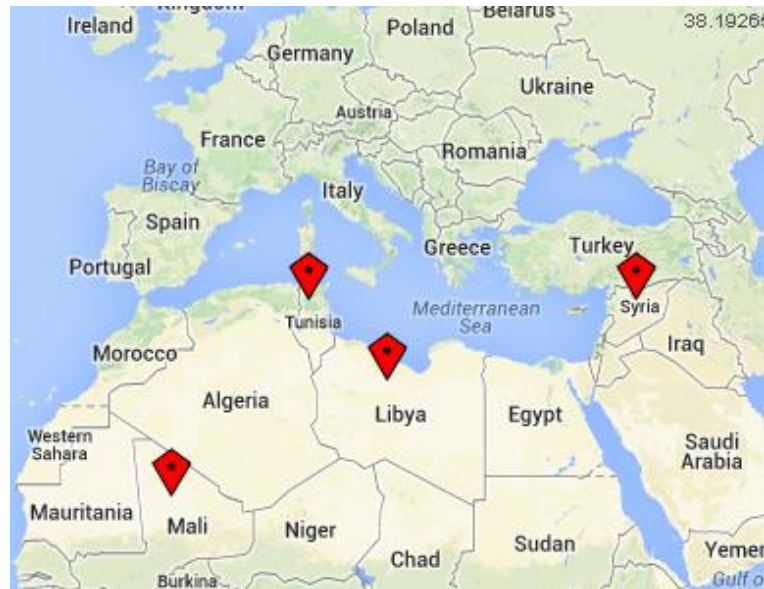 Kingdom
Belarus
Ireland
Poland
38.1926
Germany
Ukraine
Austria
France
Romania
Bay of
Biscay
Italy
Spain
Greece
Turkey
Portugal
Mediterranean
Sea
Syria
Tunisia
Iraq
Morocco
Algeria
Libya
Egypt
Western
Sahara
Saudi
Arabia
Mauritania
Mali
Niger
Chad
Sudan
Yemen
Gulf o
Burkina